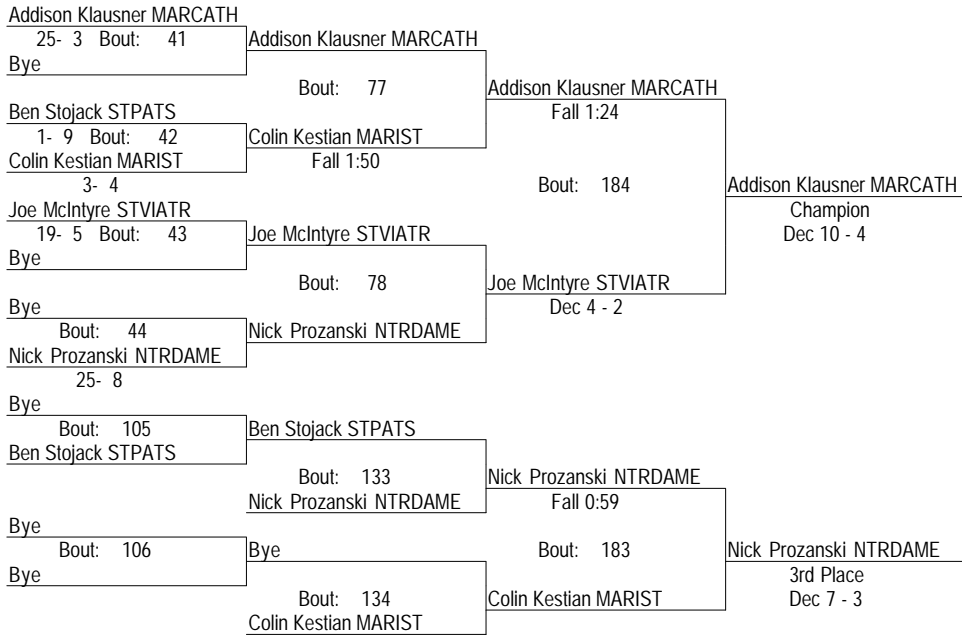 Addison Klausner MARCATH
25- 3 Bout: 41 Addison Klausner MARCATH
Bye
Bout: 77 Addison Klausner MARCATH
Ben Stojack STPATS Fall 1:24
1- 9 Bout: 42 Colin Kestian MARIST
Colin Kestian MARIST Fall 1:50
3- 4 Bout: 184 Addison Klausner MARCATH
Joe McIntyre STVIATR Champion
19- 5 Bout: 43 Joe McIntyre STVIATR Dec 10 - 4
Bye
Bout: 78 Joe McIntyre STVIATR
Bye Dec 4 - 2
Bout: 44 Nick Prozanski NTRDAME
Nick Prozanski NTRDAME
25- 8
Bye
Bout: 105 Ben Stojack STPATS
Ben Stojack STPATS
Bout: 133 Nick Prozanski NTRDAME
Nick Prozanski NTRDAME Fall 0:59
Bye
Bout: 106 Bye Bout: 183 Nick Prozanski NTRDAME
Bye 3rd Place
Bout: 134 Colin Kestian MARIST Dec 7 - 3
Colin Kestian MARIST